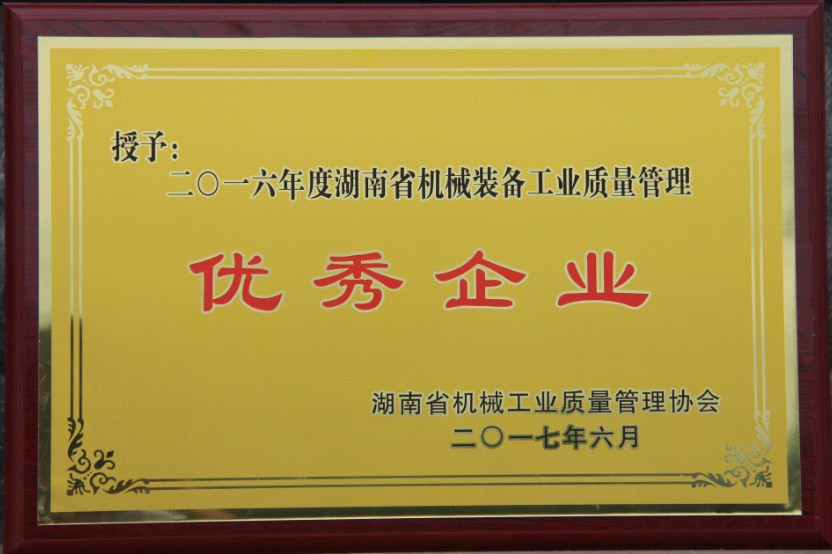 授予：
二〇一六年度湖南省机械装备工业质量管理
优秀企业
湖南省机械工业质量管理协会
二〇一七年六月